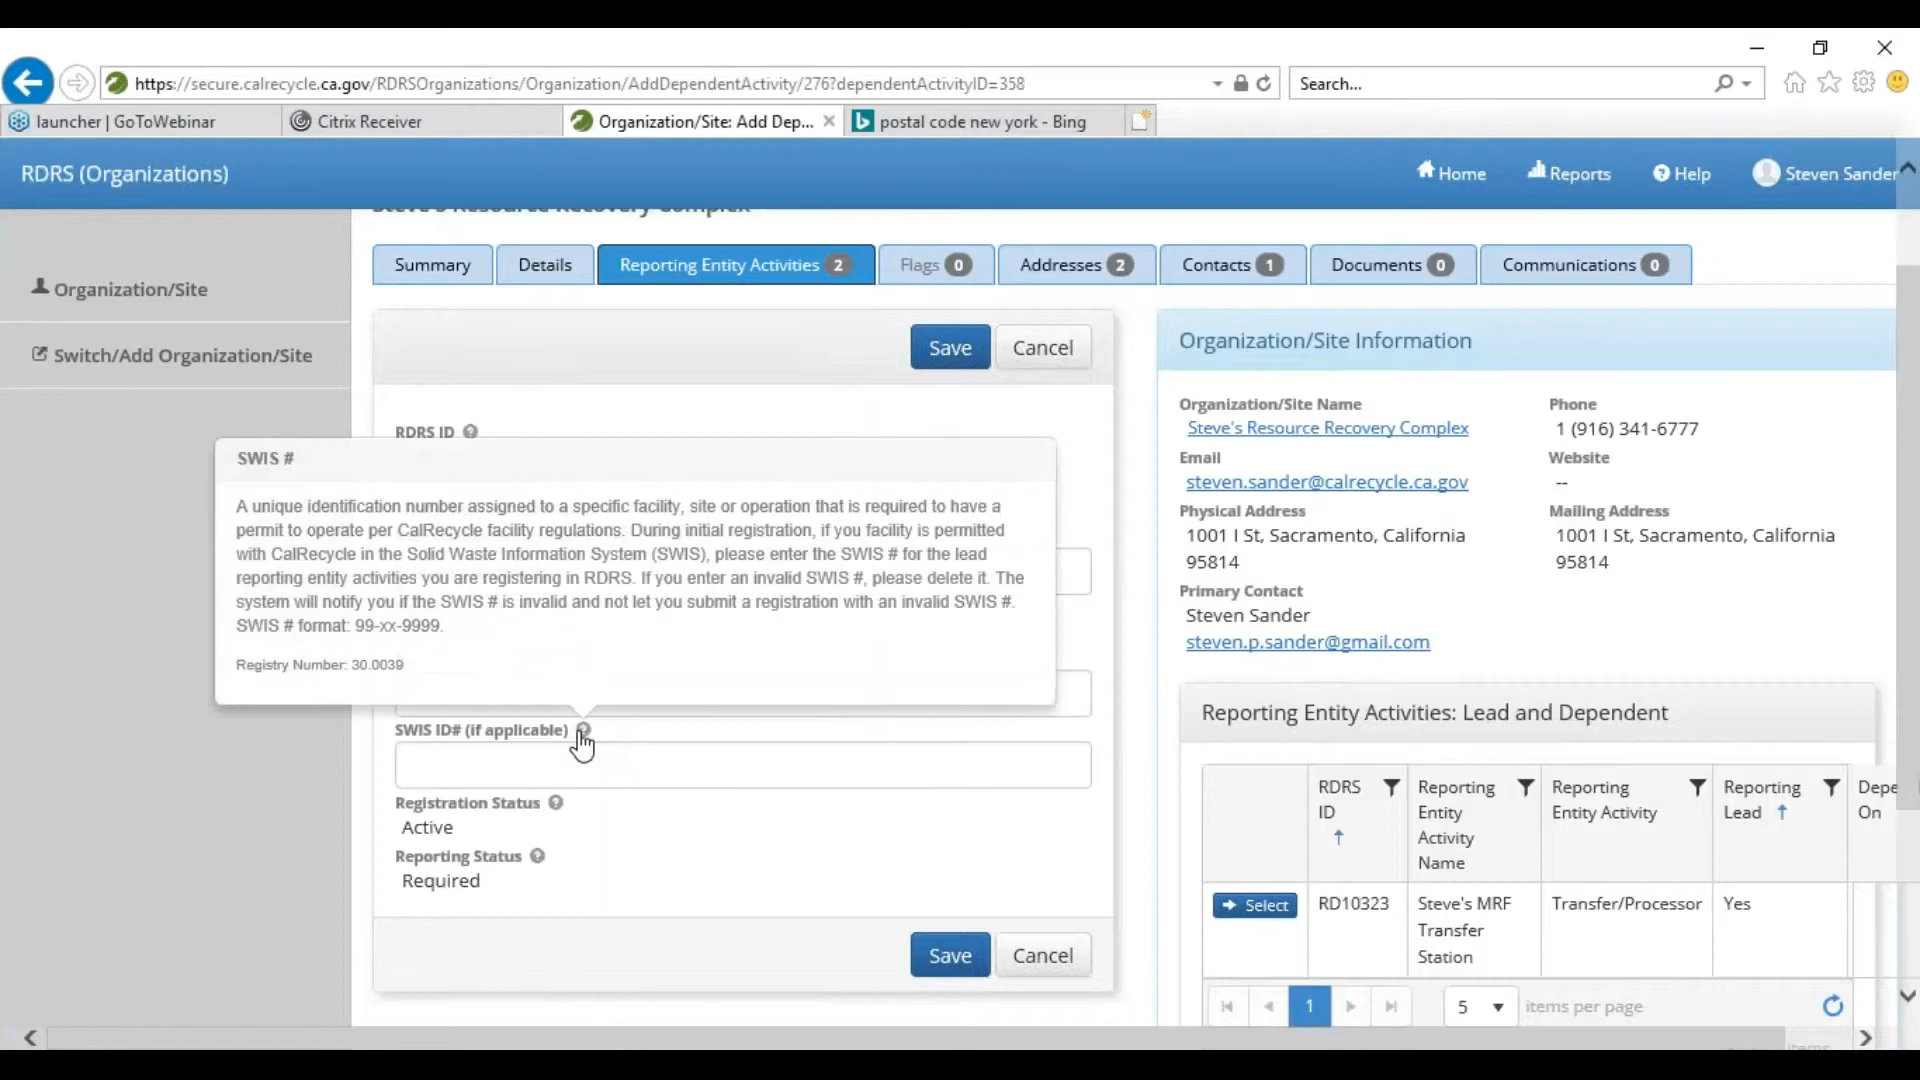 https://secure.calrecycle.ca.gov/RDRSOrganizations/Organization/AddDependentActivity/276?dependentActivityID=358
Search...
launcher | GoToWebinar
Citrix Receiver
Organization/Site: Add Dep...
postal code new york - Bing
RDRS (Organizations)
Home
Reports
Help
Steven Sander
Steve's Resource Recovery Complex
Summary
Details
Reporting Entity Activities 2
Flags 0
Addresses 2
Contacts 1
Documents 0
Communications 0
Organization/Site
Switch/Add Organization/Site
Save
Cancel
RDRS ID
SWIS #
A unique identification number assigned to a specific facility, site or operation that is required to have a
permit to operate per CalRecycle facility regulations. During initial registration, if you facility is permitted
with CalRecycle in the Solid Waste Information System (SWIS), please enter the SWIS # for the lead
reporting entity activities you are registering in RDRS. If you enter an invalid SWIS #, please delete it. The
system will notify you if the SWIS # is invalid and not let you submit a registration with an invalid SWIS #.
SWIS # format: 99-xx-9999.
Registry Number: 30.0039
SWIS ID# (if applicable)
Registration Status
Active
Reporting Status
Required
Save
Cancel
Organization/Site Information
Organization/Site Name
Steve's Resource Recovery Complex
Phone
1 (916) 341-6777
Email
steven.sander@calrecycle.ca.gov
Website
--
Physical Address
1001 I St, Sacramento, California
95814
Mailing Address
1001 I St, Sacramento, California
95814
Primary Contact
Steven Sander
steven.p.sander@gmail.com
Reporting Entity Activities: Lead and Dependent
RDRS
ID
Reporting
Entity
Activity
Name
Reporting
Entity Activity
Reporting
Lead
Depe
On
Select
RD10323
Steve's MRF
Transfer
Station
Transfer/Processor
Yes
1
5
items per page
items